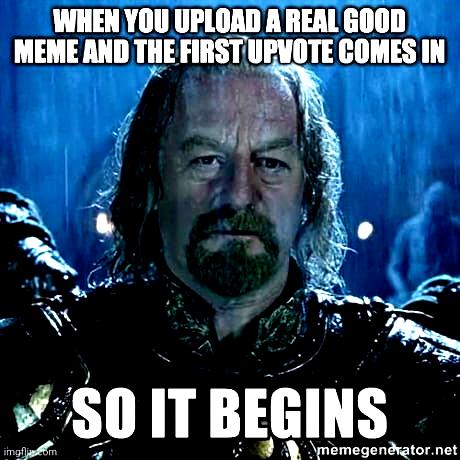 WHEN YOU UPLOAD A REAL GOOD
MEME AND THE FIRST UPVOTE COMES IN
SO IT BEGINS
imgflip.com
memegenerator.net